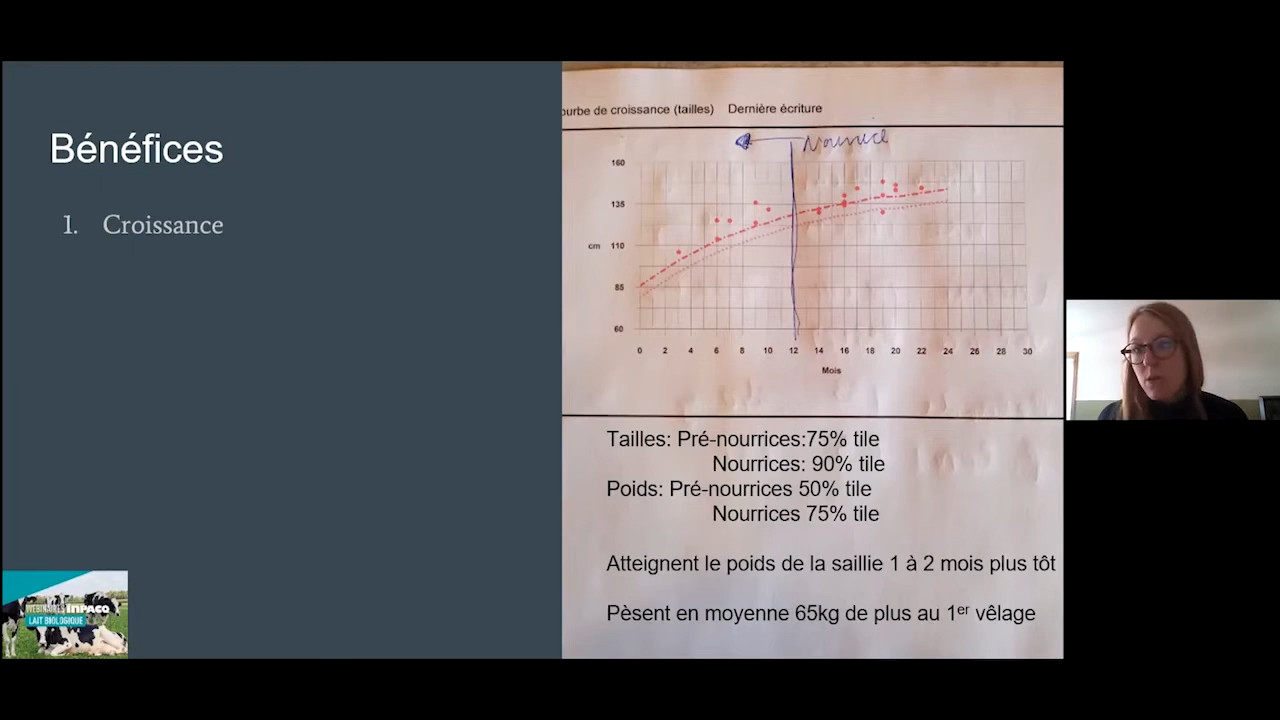 Bénéfices
1. Croissance
ourbe de croissance (tailles) Dernière écriture
Nourrice
160
135
cm 110
85
60
0 2 4 6 8 10 12 14 16 18 20 22 24 26 28 30
Mois
Tailles: Pré-nourrices:75% tile
Nourrices: 90% tile
Poids: Pré-nourrices 50% tile
Nourrices 75% tile
Atteignent le poids de la saillie 1 à 2 mois plus tôt
Pèsent en moyenne 65kg de plus au 1er vêlage
WEBINAIRES INPACQ
LAIT BIOLOGIQUE